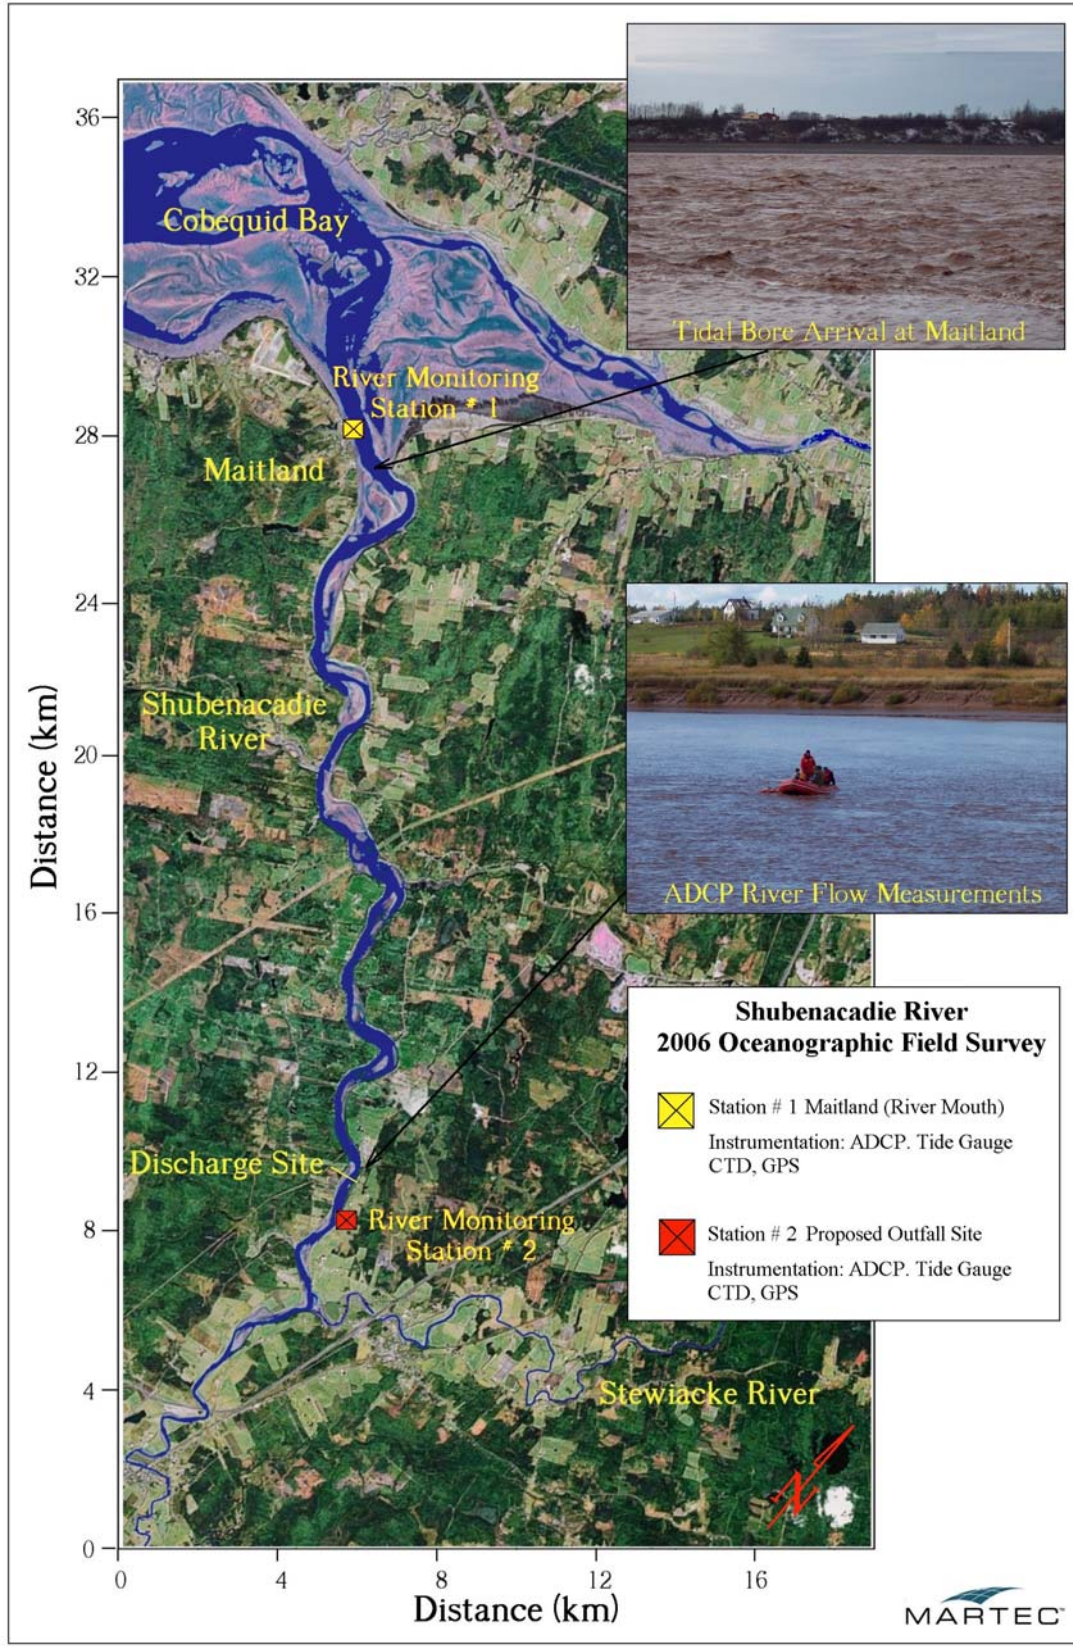 36
32
28
24
20
16
12
8
4
0
Distance (km)
0
4
8
12
16
Distance (km)
Cobequid Bay
Tidal Bore Arrival at Maitland
River Monitoring
Station # 1
Maitland
Shubenacadie
River
ADCP River Flow Measurements
Discharge Site
River Monitoring
Station # 2
Stewiacke River
N
Shubenacadie River
2006 Oceanographic Field Survey
Station # 1 Maitland (River Mouth)
Instrumentation: ADCP. Tide Gauge
CTD, GPS
Station # 2 Proposed Outfall Site
Instrumentation: ADCP. Tide Gauge
CTD, GPS
MARTEC™